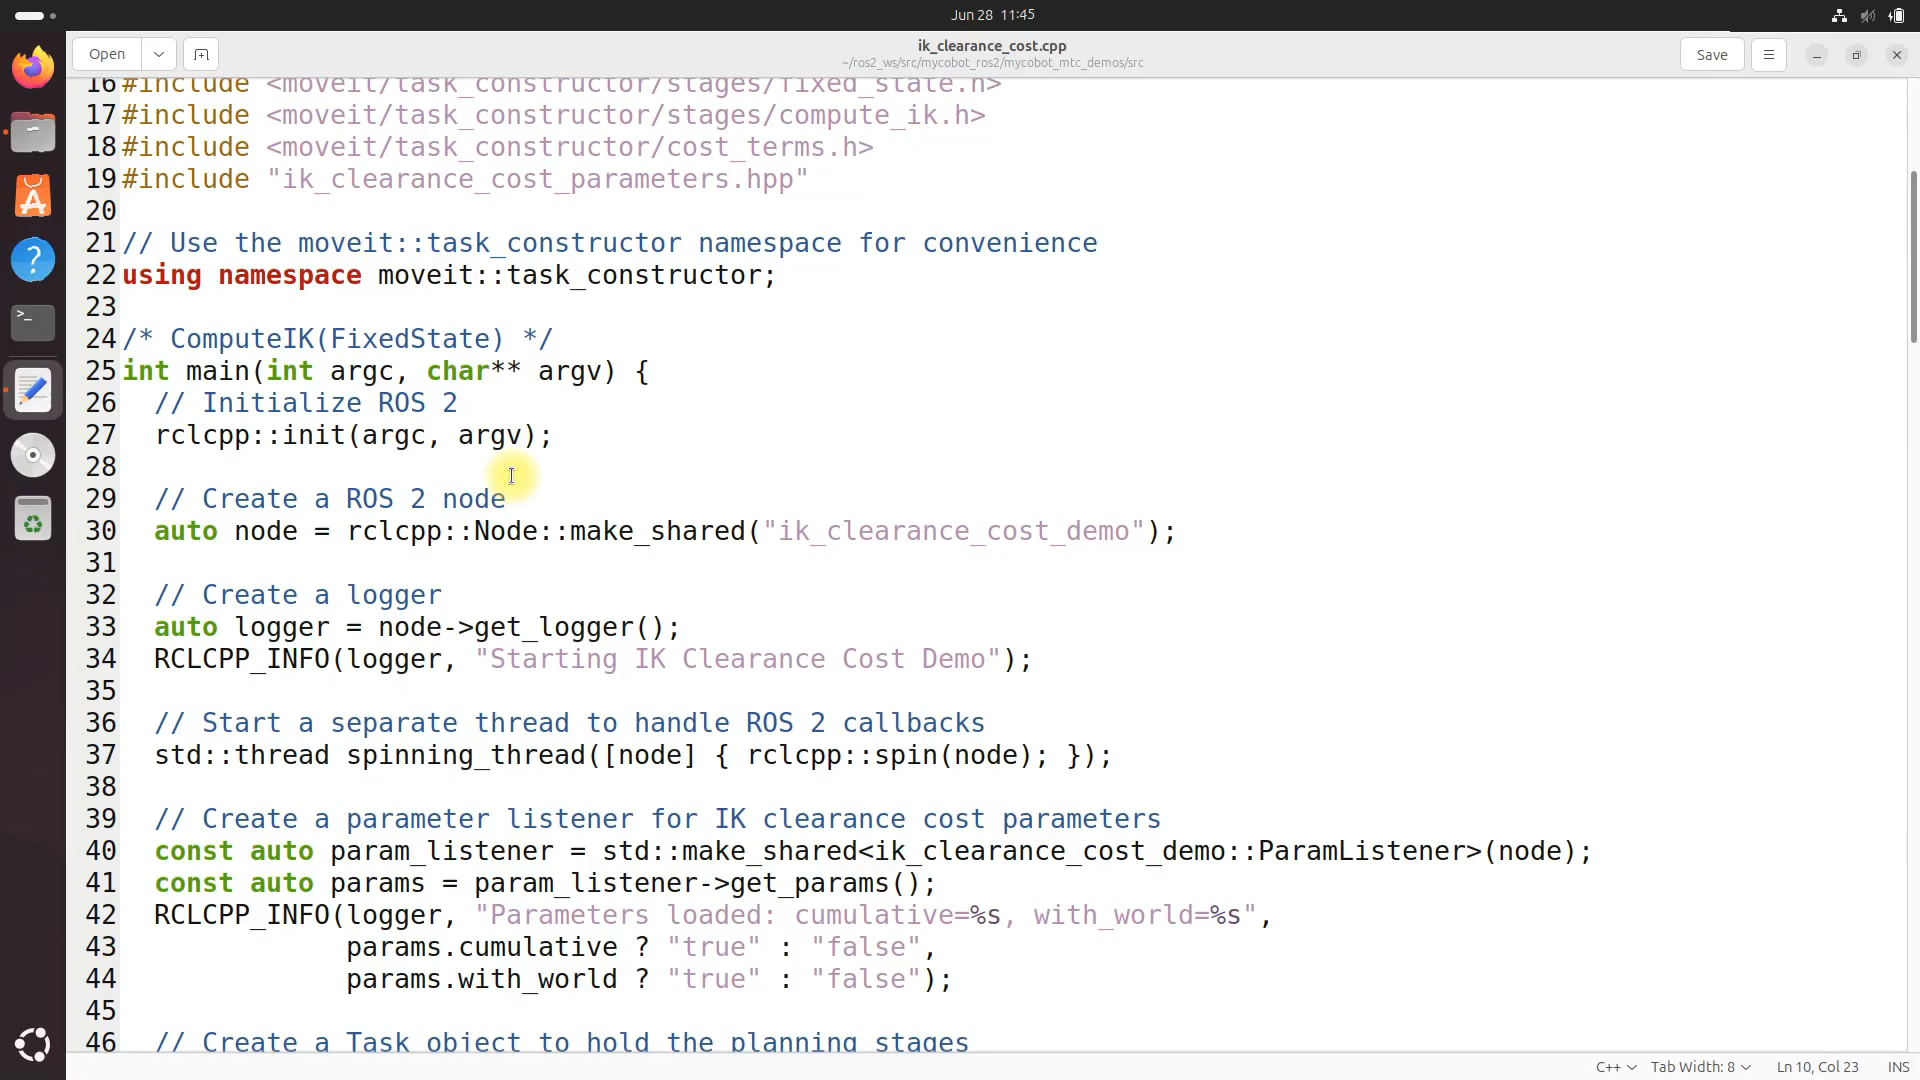 Jun 28 11:45
Open
ik_clearance_cost.cpp
~/ros2_ws/src/mycobot_ros2/mycobot_mtc_demos/src
Save
16 #include <moveit/task_constructor/stages/fixed_state.h>
17 #include <moveit/task_constructor/stages/compute_ik.h>
18 #include <moveit/task_constructor/cost_terms.h>
19 #include "ik_clearance_cost_parameters.hpp"
20
21 // Use the moveit::task_constructor namespace for convenience
22 using namespace moveit::task_constructor;
23
24 /* ComputeIK(FixedState) */
25 int main(int argc, char** argv) {
26   // Initialize ROS 2
27   rclcpp::init(argc, argv);
28
29   // Create a ROS 2 node
30   auto node = rclcpp::Node::make_shared("ik_clearance_cost_demo");
31
32   // Create a logger
33   auto logger = node->get_logger();
34   RCLCPP_INFO(logger, "Starting IK Clearance Cost Demo");
35
36   // Start a separate thread to handle ROS 2 callbacks
37   std::thread spinning_thread([node] { rclcpp::spin(node); });
38
39   // Create a parameter listener for IK clearance cost parameters
40   const auto param_listener = std::make_shared<ik_clearance_cost_demo::ParamListener>(node);
41   const auto params = param_listener->get_params();
42   RCLCPP_INFO(logger, "Parameters loaded: cumulative=%s, with_world=%s",
43               params.cumulative ? "true" : "false",
44               params.with_world ? "true" : "false");
45
46   // Create a Task object to hold the planning stages
C++ Tab Width: 8 Ln 10, Col 23 INS